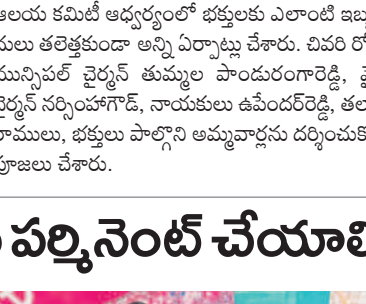 ఆలయ కమిటీ ఆధ్వర్యంలో భక్తులకు ఎలాంటి ఇబ్బ
దులు తలెత్తకుండా అన్ని ఏర్పాట్లు చేశారు. చివరి రో
మున్సిపల్ చైర్మన్ తుమ్మల పాండురంగారెడ్డి, వై
చైర్మన్ నర్సింహాగౌడ్, నాయకులు ఉపేందర్‌రెడ్డి, తల
రాములు, భక్తులు పాల్గొని అమ్మవార్లను దర్శించుక
పూజలు చేశారు.
పర్మినెంట్ చేయాలి